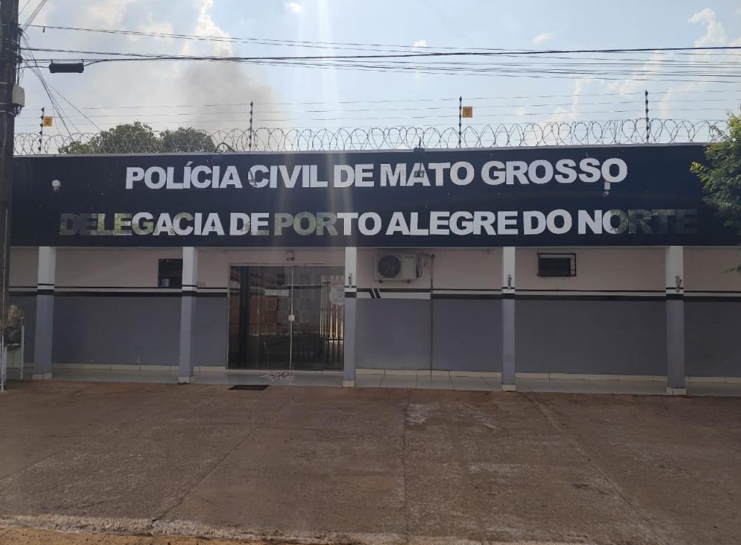 POLÍCIA CIVIL DE MATO GROSSO
DELEGACIA DE PORTO ALEGRE DO NORTE